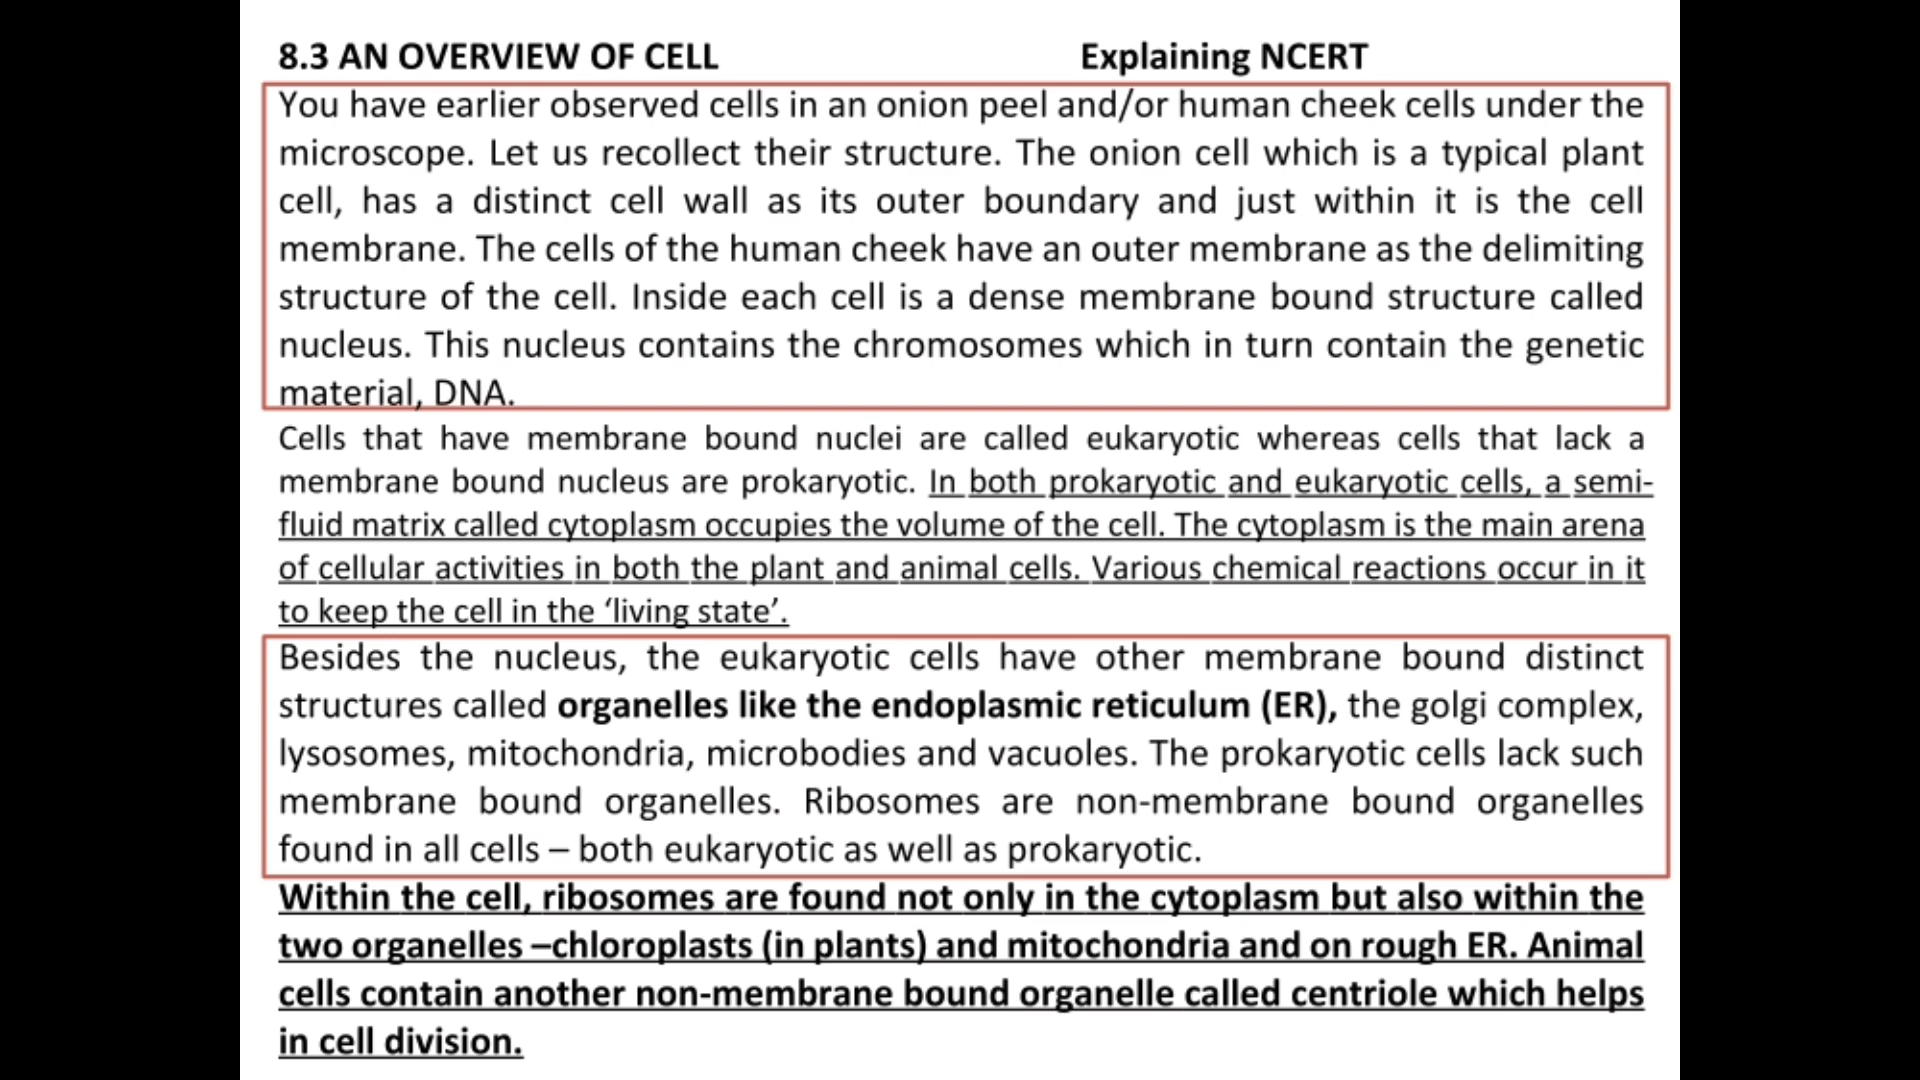 8.3 AN OVERVIEW OF CELL Explaining NCERT
You have earlier observed cells in an onion peel and/or human cheek cells under the
microscope. Let us recollect their structure. The onion cell which is a typical plant
cell, has a distinct cell wall as its outer boundary and just within it is the cell
membrane. The cells of the human cheek have an outer membrane as the delimiting
structure of the cell. Inside each cell is a dense membrane bound structure called
nucleus. This nucleus contains the chromosomes which in turn contain the genetic
material, DNA.
Cells that have membrane bound nuclei are called eukaryotic whereas cells that lack a
membrane bound nucleus are prokaryotic. In both prokaryotic and eukaryotic cells, a semi-
fluid matrix called cytoplasm occupies the volume of the cell. The cytoplasm is the main arena
of cellular activities in both the plant and animal cells. Various chemical reactions occur in it
to keep the cell in the ‘living state’.
Besides the nucleus, the eukaryotic cells have other membrane bound distinct
structures called organelles like the endoplasmic reticulum (ER), the golgi complex,
lysosomes, mitochondria, microbodies and vacuoles. The prokaryotic cells lack such
membrane bound organelles. Ribosomes are non-membrane bound organelles
found in all cells – both eukaryotic as well as prokaryotic.
Within the cell, ribosomes are found not only in the cytoplasm but also within the
two organelles –chloroplasts (in plants) and mitochondria and on rough ER. Animal
cells contain another non-membrane bound organelle called centriole which helps
in cell division.